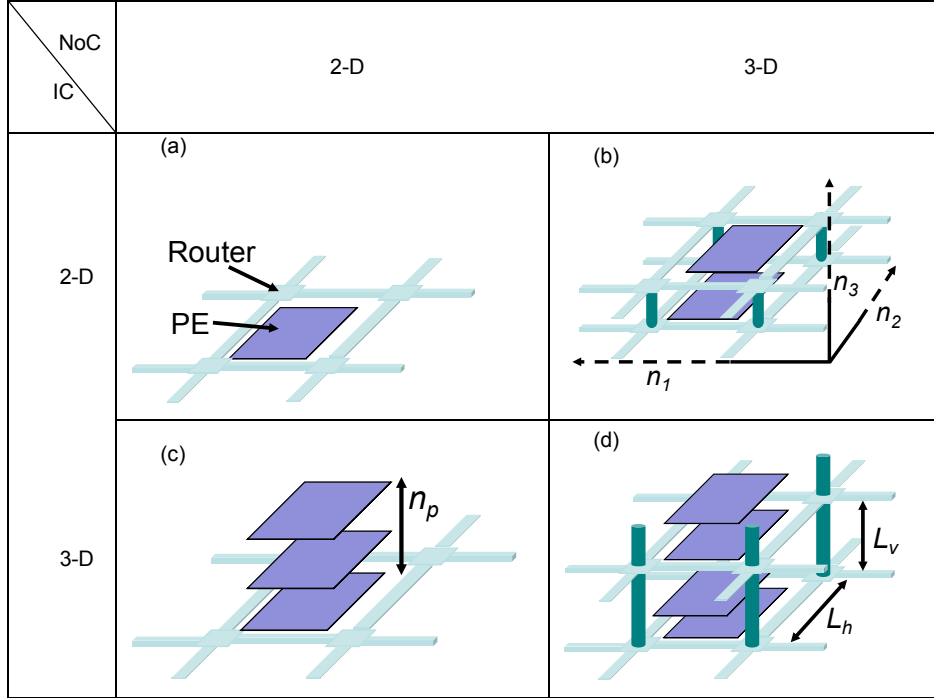 NoC
IC
2-D
3-D
2-D
(a)
Router
PE
(b)
n3
n2
n1
3-D
(c)
np
(d)
Lv
Lh